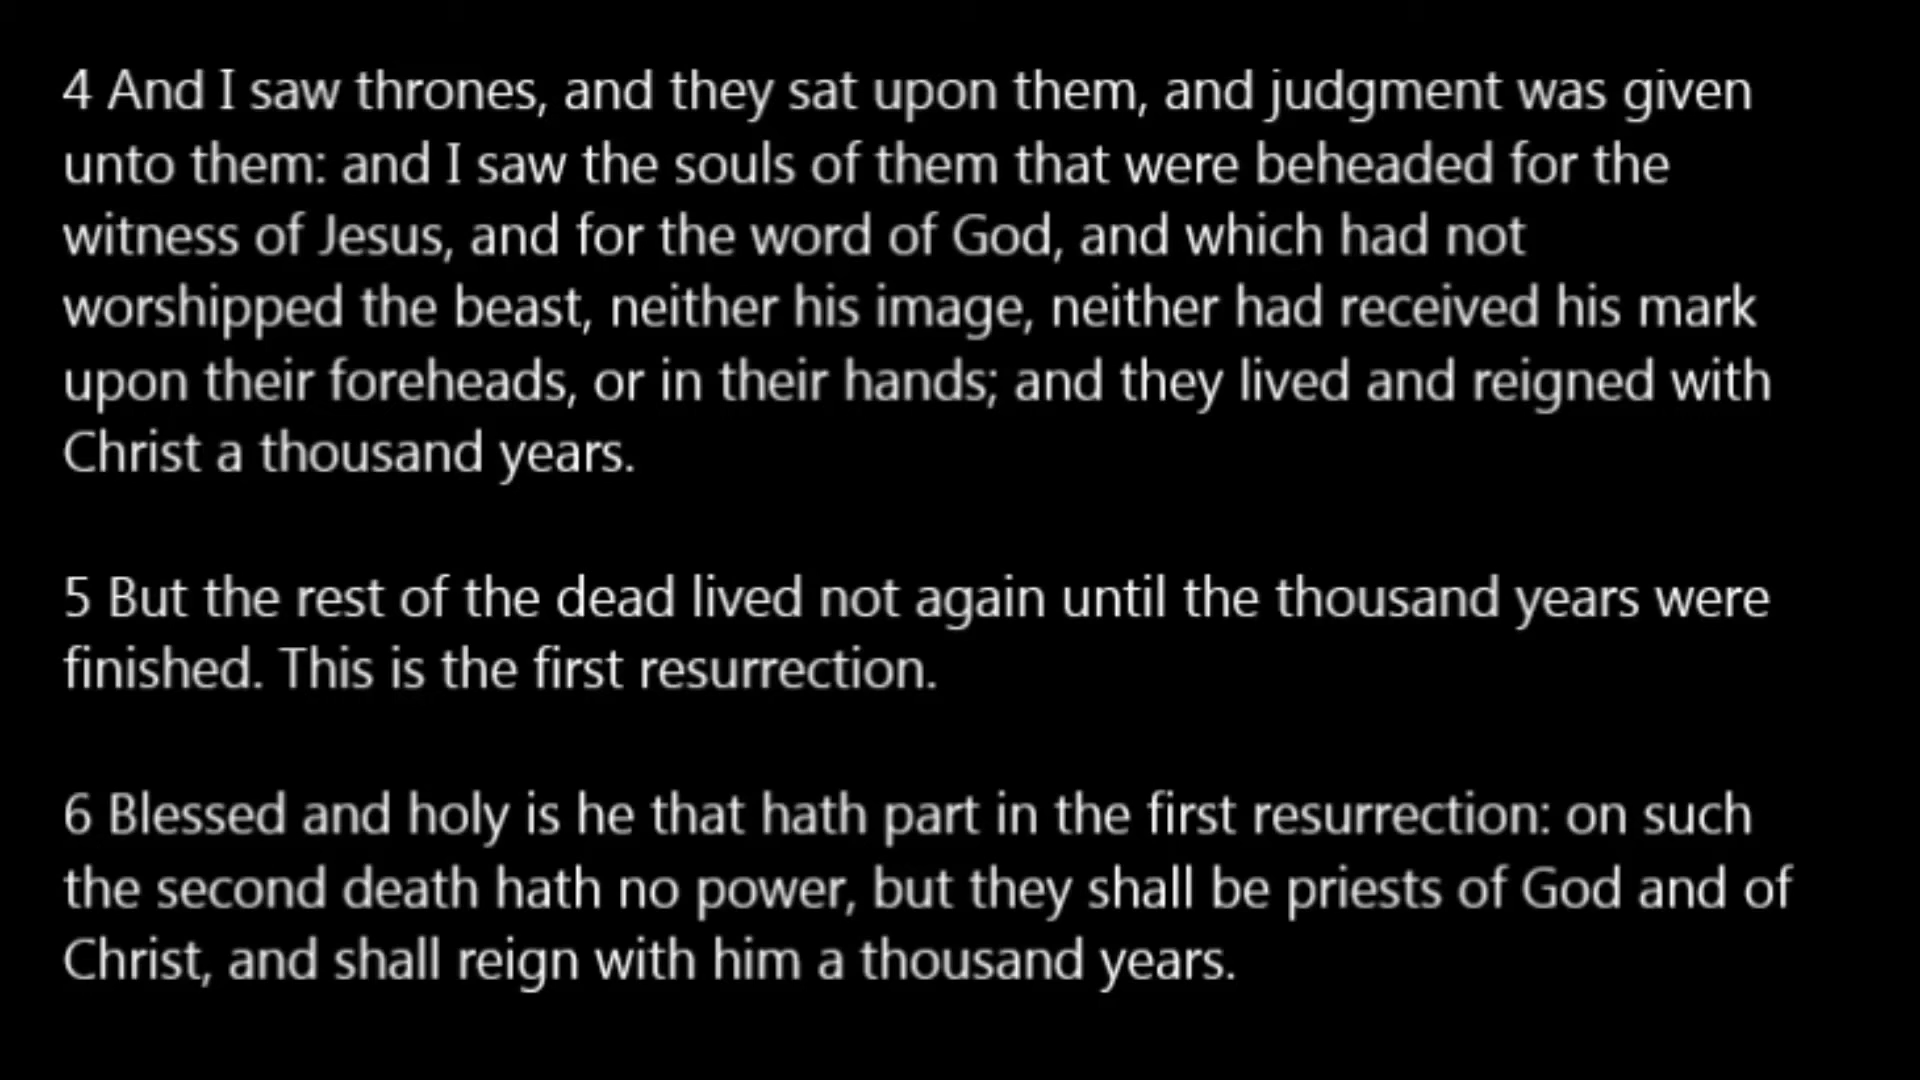 4 And I saw thrones, and they sat upon them, and judgment was given
unto them: and I saw the souls of them that were beheaded for the
witness of Jesus, and for the word of God, and which had not
worshipped the beast, neither his image, neither had received his mark
upon their foreheads, or in their hands; and they lived and reigned with
Christ a thousand years.
5 But the rest of the dead lived not again until the thousand years were
finished. This is the first resurrection.
6 Blessed and holy is he that hath part in the first resurrection: on such
the second death hath no power, but they shall be priests of God and of
Christ, and shall reign with him a thousand years.